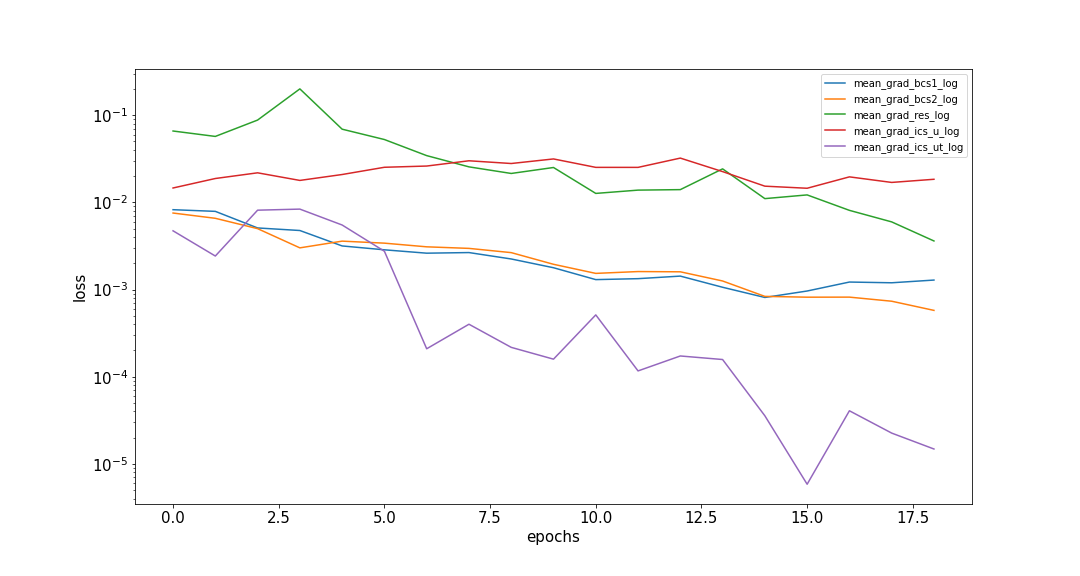 mean_grad_bcs1_log
mean_grad_bcs2_log
mean_grad_res_log
mean_grad_ics_u_log
mean_grad_ics_ut_log
loss
10⁻¹
10⁻²
10⁻³
10⁻⁴
10⁻⁵
0.0 2.5 5.0 7.5 10.0 12.5 15.0 17.5
epochs